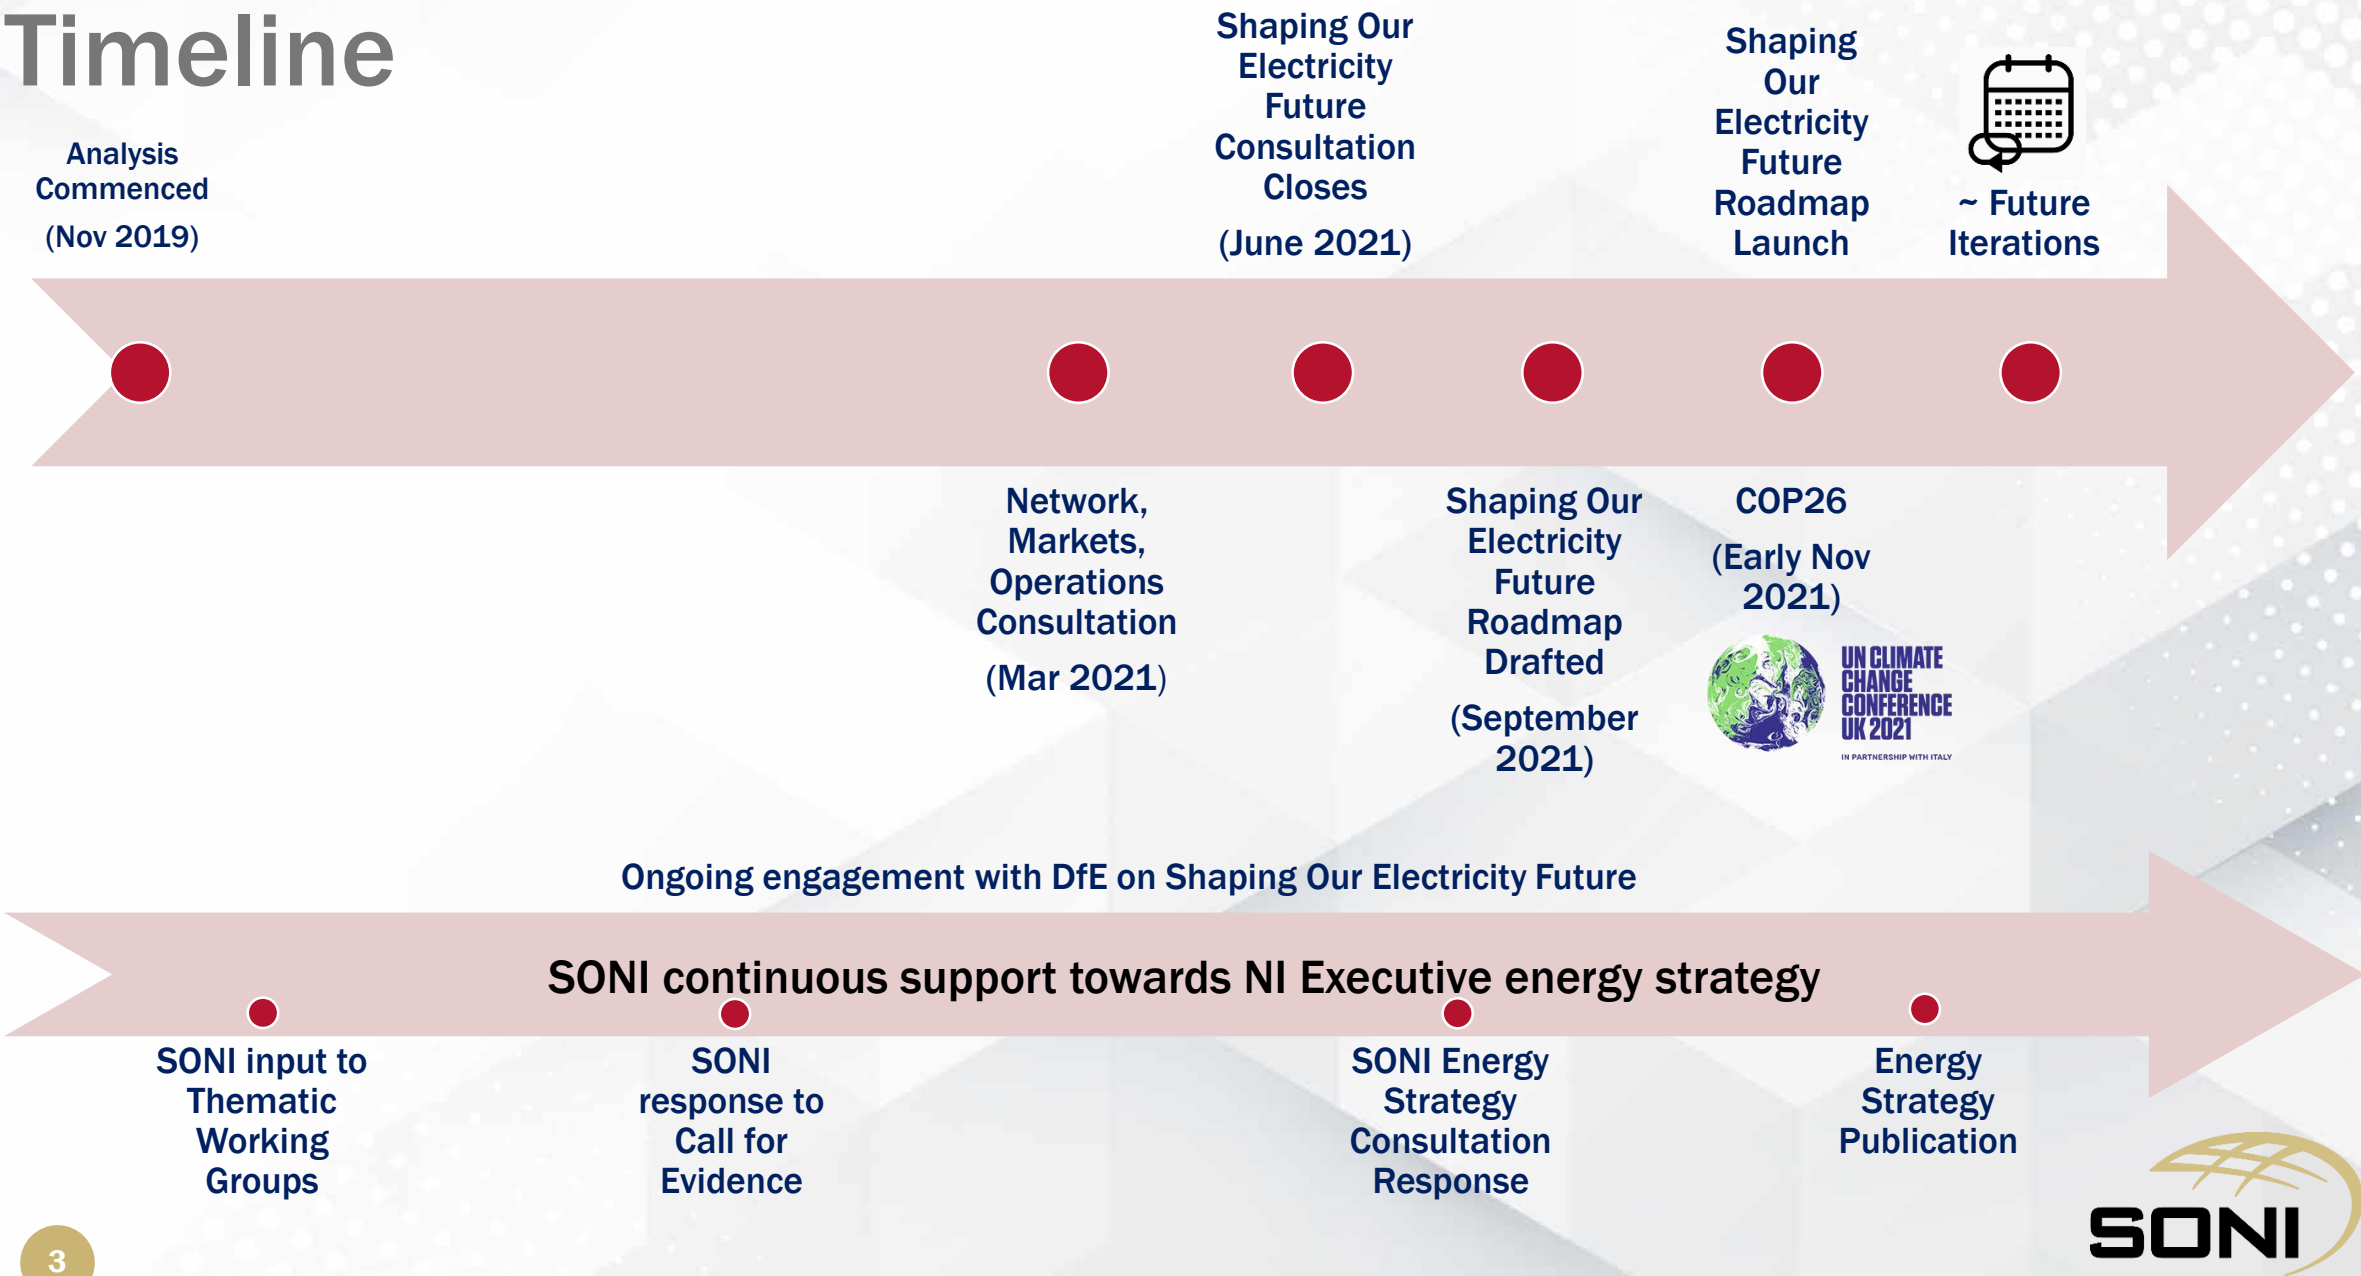 Timeline
Analysis
Commenced
(Nov 2019)
Shaping Our
Electricity
Future
Consultation
Closes
(June 2021)
Shaping
Our
Electricity
Future
Roadmap
Launch
~ Future
Iterations
Network,
Markets,
Operations
Consultation
(Mar 2021)
Shaping Our
Electricity
Future
Roadmap
Drafted
(September
2021)
COP26
(Early Nov
2021)
UN CLIMATE
CHANGE
CONFERENCE
UK 2021
IN PARTNERSHIP WITH ITALY
Ongoing engagement with DfE on Shaping Our Electricity Future
SONI continuous support towards NI Executive energy strategy
SONI input to
Thematic
Working
Groups
SONI
response to
Call for
Evidence
SONI Energy
Strategy
Consultation
Response
Energy
Strategy
Publication
3
SONI